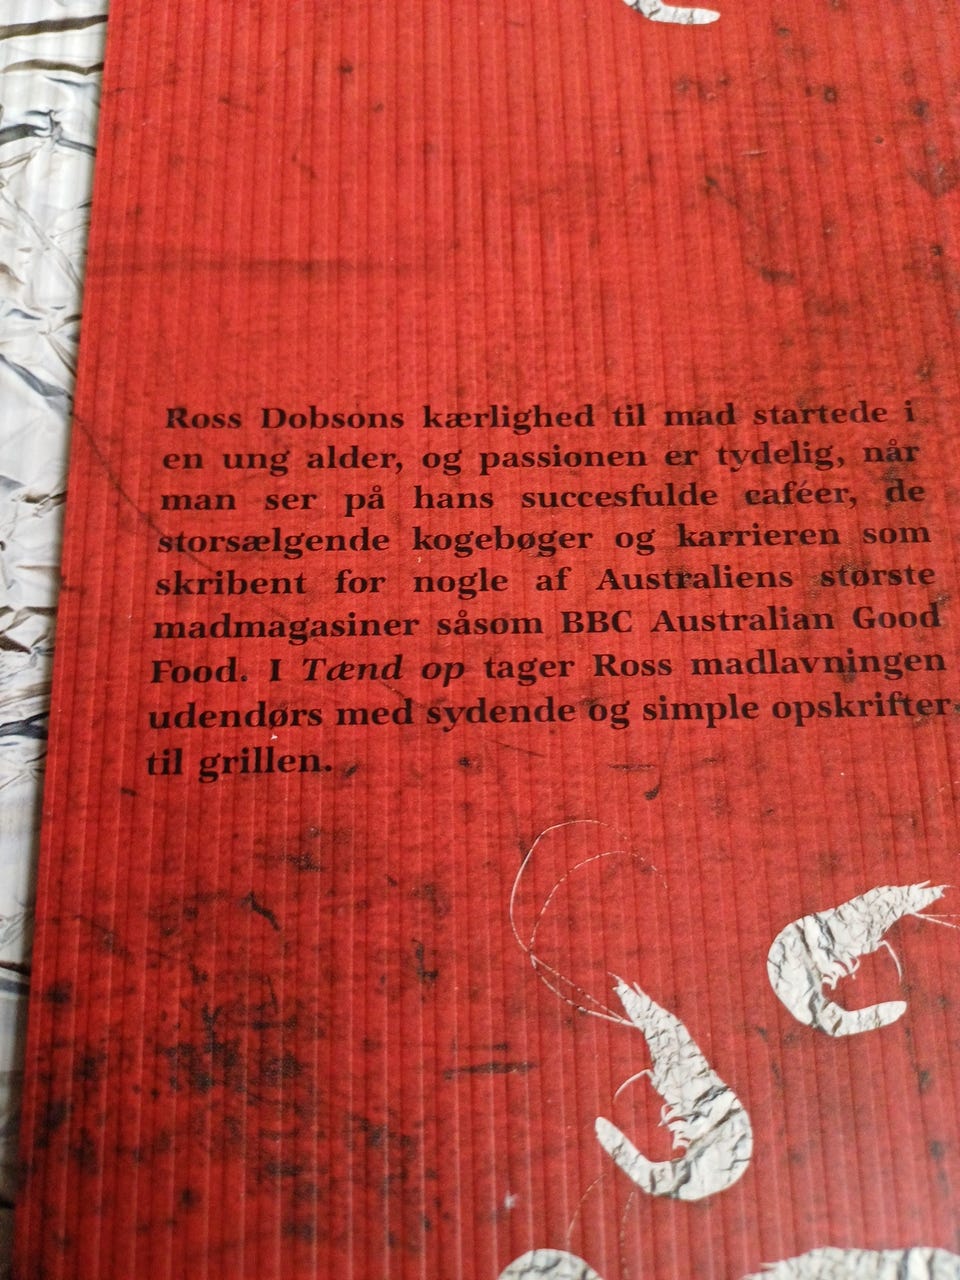 Ross Dobsons kærlighed til mad startede i
en ung alder, og passionen er tydelig, når
man ser på hans succesfulde caféer, de
storsælgende kogebøger og karrieren som
skribent for nogle af Australiens største
madmagasiner såsom BBC Australian Good
Food. I Tænd op tager Ross madlavningen
udendørs med sydende og simple opskrifter
til grillen.